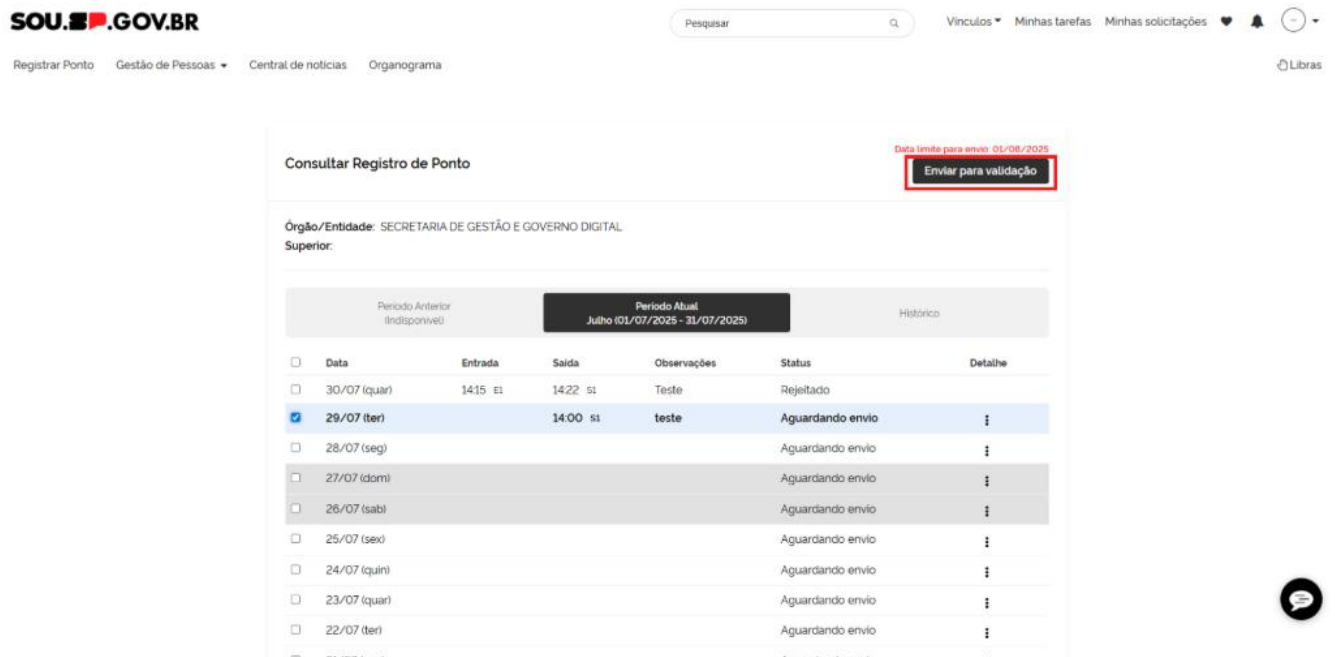 SOU.SP.GOV.BR
Pesquisar
Vínculos Minhas tarefas Minhas solicitações
Registrar Ponto Gestão de Pessoas Central de notícias Organograma
Libras
Data limite para envio: 01/08/2025
Consultar Registro de Ponto
Enviar para validação
Órgão/Entidade: SECRETARIA DE GESTÃO E GOVERNO DIGITAL
Superior:
Período Anterior
(Indisponível)
Período Atual
Julho (01/07/2025 - 31/07/2025)
Histórico
Data Entrada Saída Observações Status Detalhe
30/07 (quar) 14:15 E1 14:22 S1 Teste Rejeitado
29/07 (ter) 14:00 S1 teste Aguardando envio
28/07 (seg) Aguardando envio
27/07 (dom) Aguardando envio
26/07 (sab) Aguardando envio
25/07 (sex) Aguardando envio
24/07 (quin) Aguardando envio
23/07 (quar) Aguardando envio
22/07 (ter) Aguardando envio